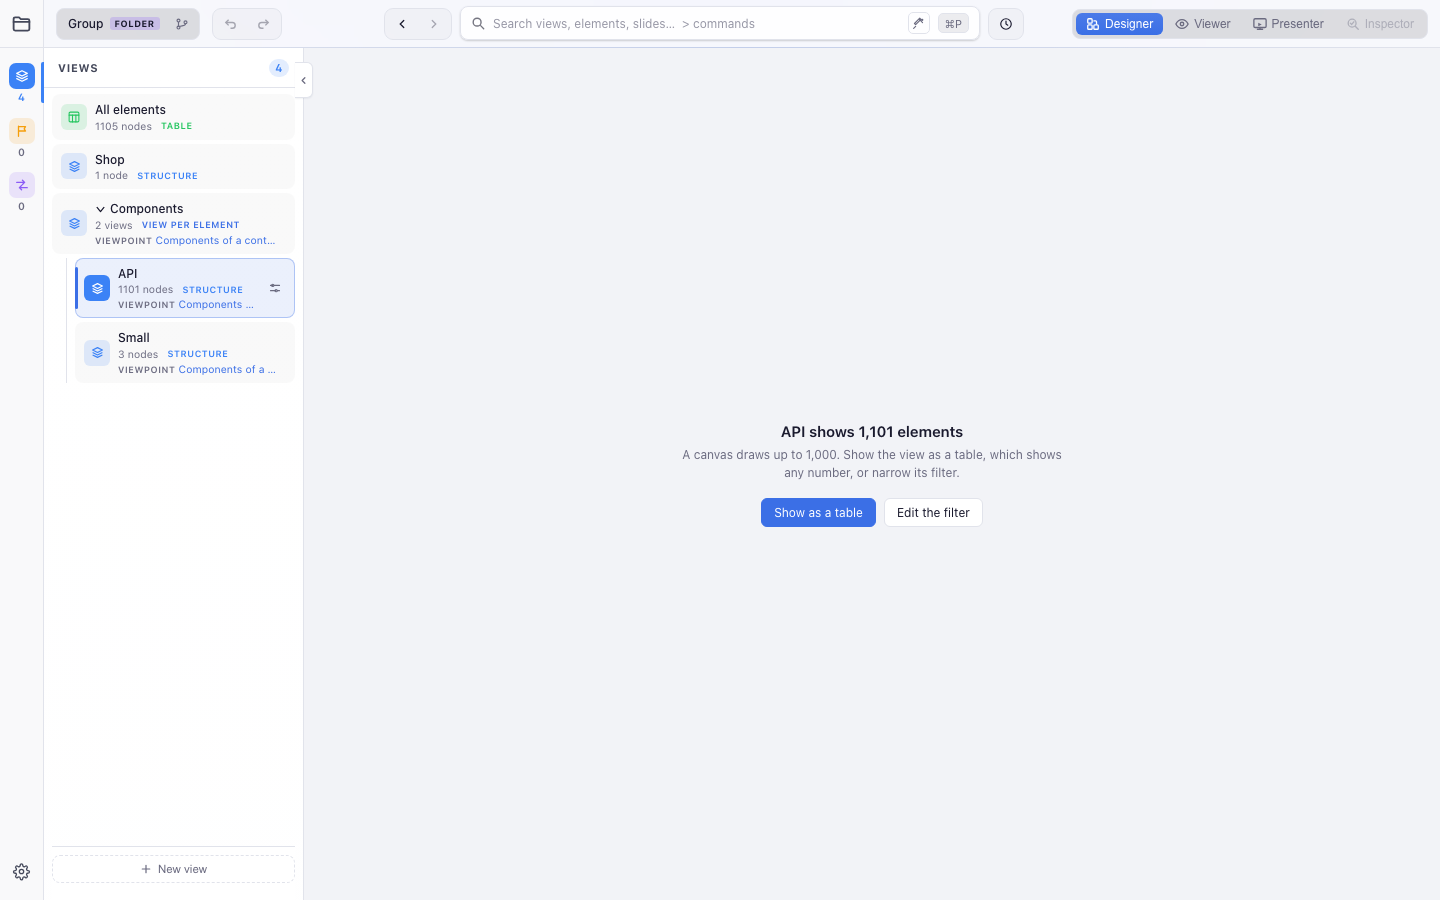 Group FOLDER
Search views, elements, slides... > commands
⌘P
Designer
Viewer
Presenter
Inspector
VIEWS
4
4
0
0
All elements
1105 nodes TABLE
Shop
1 node STRUCTURE
Components
2 views VIEW PER ELEMENT
VIEWPOINT Components of a cont...
API
1101 nodes STRUCTURE
VIEWPOINT Components ...
Small
3 nodes STRUCTURE
VIEWPOINT Components of a ...
API shows 1,101 elements
A canvas draws up to 1,000. Show the view as a table, which shows
any number, or narrow its filter.
Show as a table
Edit the filter
New view